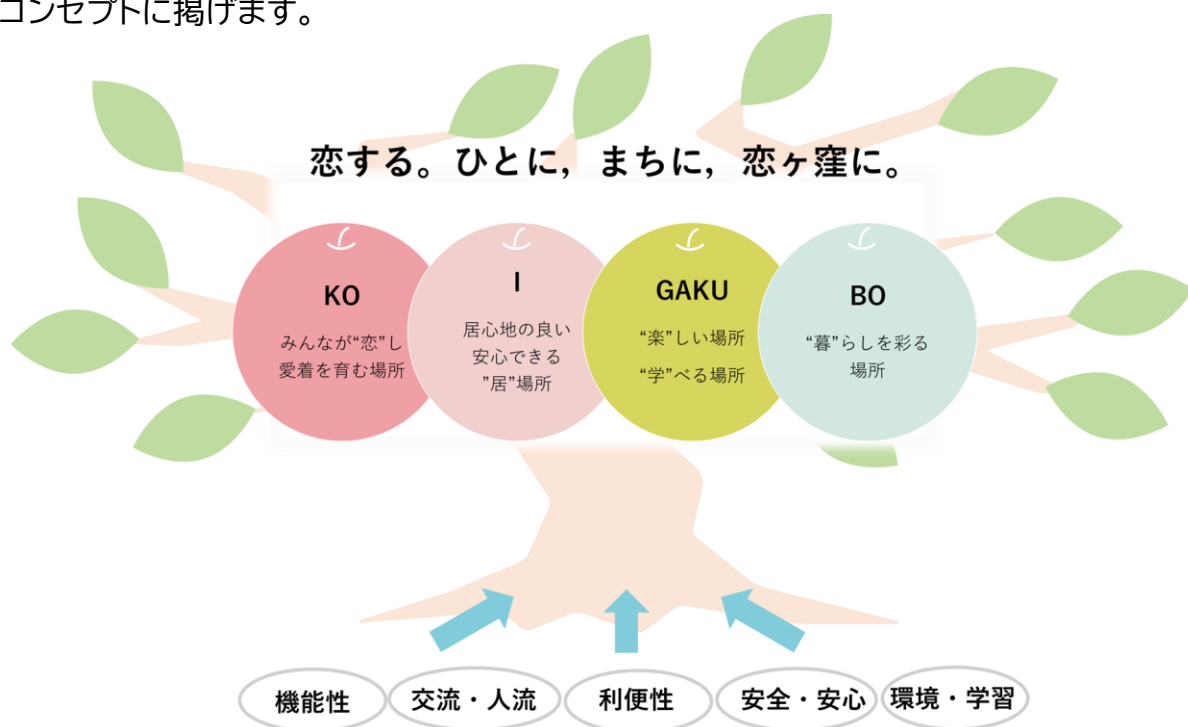 コンセプトに掲げます。
恋する。ひとに，まちに，恋ヶ窪に。
KO
みんなが“恋”し
愛着を育む場所
I
居心地の良い
安心できる
”居”場所
GAKU
“楽”しい場所
“学”べる場所
BO
“暮”らしを彩る
場所
機能性
交流・人流
利便性
安全・安心
環境・学習